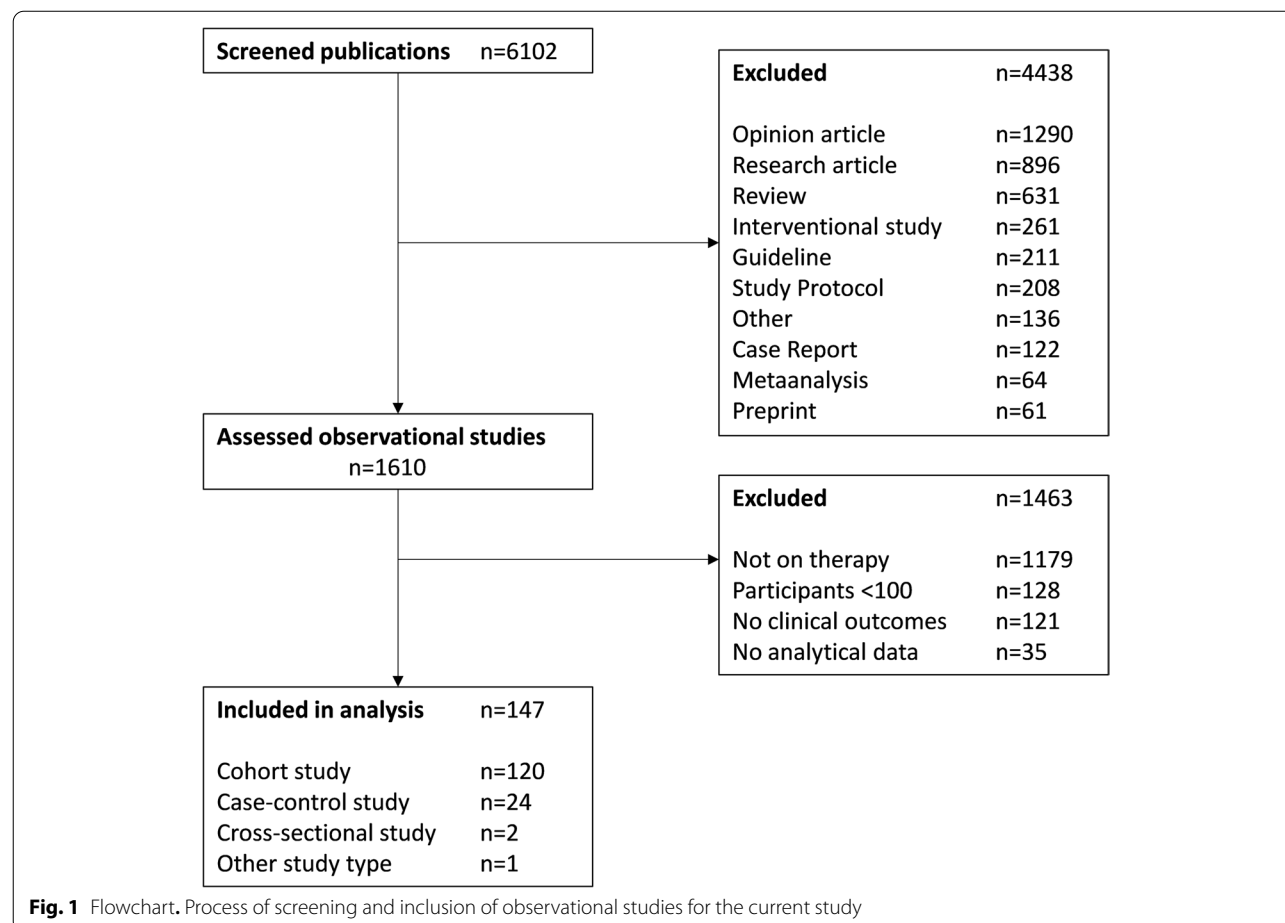 Screened publications n=6102
Excluded n=4438
Opinion article n=1290
Research article n=896
Review n=631
Interventional study n=261
Guideline n=211
Study Protocol n=208
Other n=136
Case Report n=122
Metaanalysis n=64
Preprint n=61
Assessed observational studies
n=1610
Excluded n=1463
Not on therapy n=1179
Participants <100 n=128
No clinical outcomes n=121
No analytical data n=35
Included in analysis n=147
Cohort study n=120
Case-control study n=24
Cross-sectional study n=2
Other study type n=1
Fig. 1 Flowchart. Process of screening and inclusion of observational studies for the current study